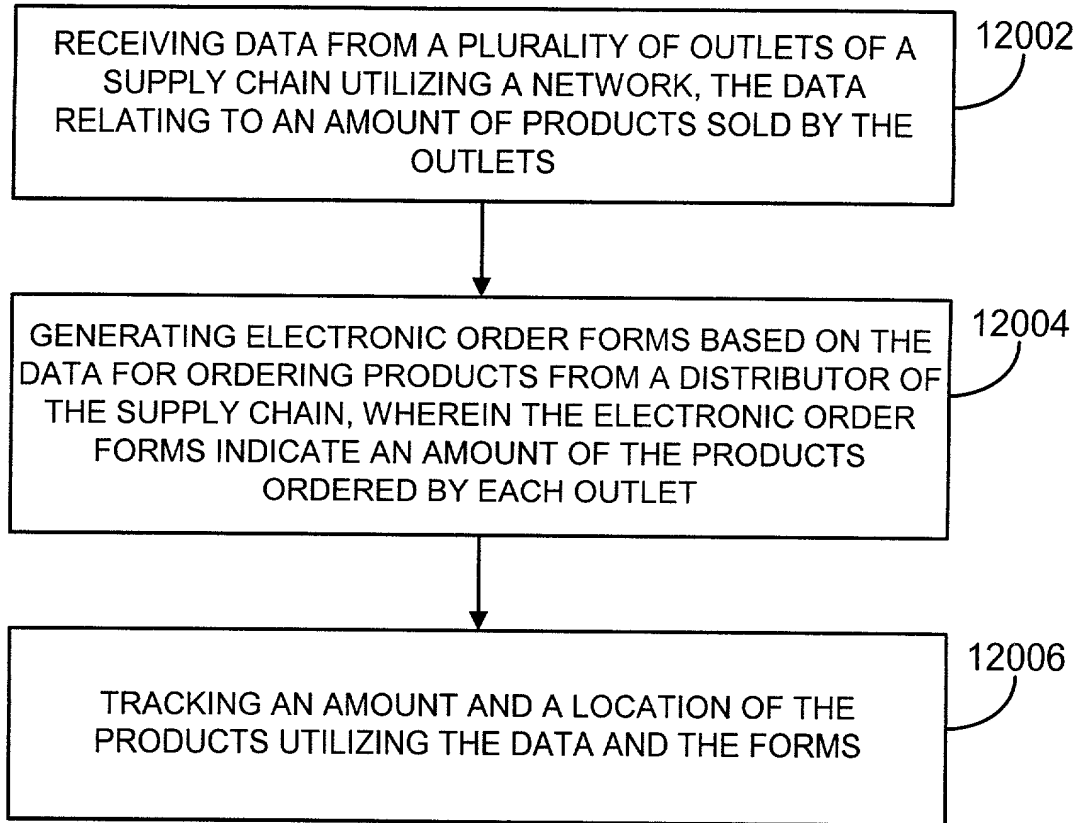 RECEIVING DATA FROM A PLURALITY OF OUTLETS OF A
SUPPLY CHAIN UTILIZING A NETWORK, THE DATA
RELATING TO AN AMOUNT OF PRODUCTS SOLD BY THE
OUTLETS
12002
GENERATING ELECTRONIC ORDER FORMS BASED ON THE
DATA FOR ORDERING PRODUCTS FROM A DISTRIBUTOR OF
THE SUPPLY CHAIN, WHEREIN THE ELECTRONIC ORDER
FORMS INDICATE AN AMOUNT OF THE PRODUCTS
ORDERED BY EACH OUTLET
12004
TRACKING AN AMOUNT AND A LOCATION OF THE
PRODUCTS UTILIZING THE DATA AND THE FORMS
12006